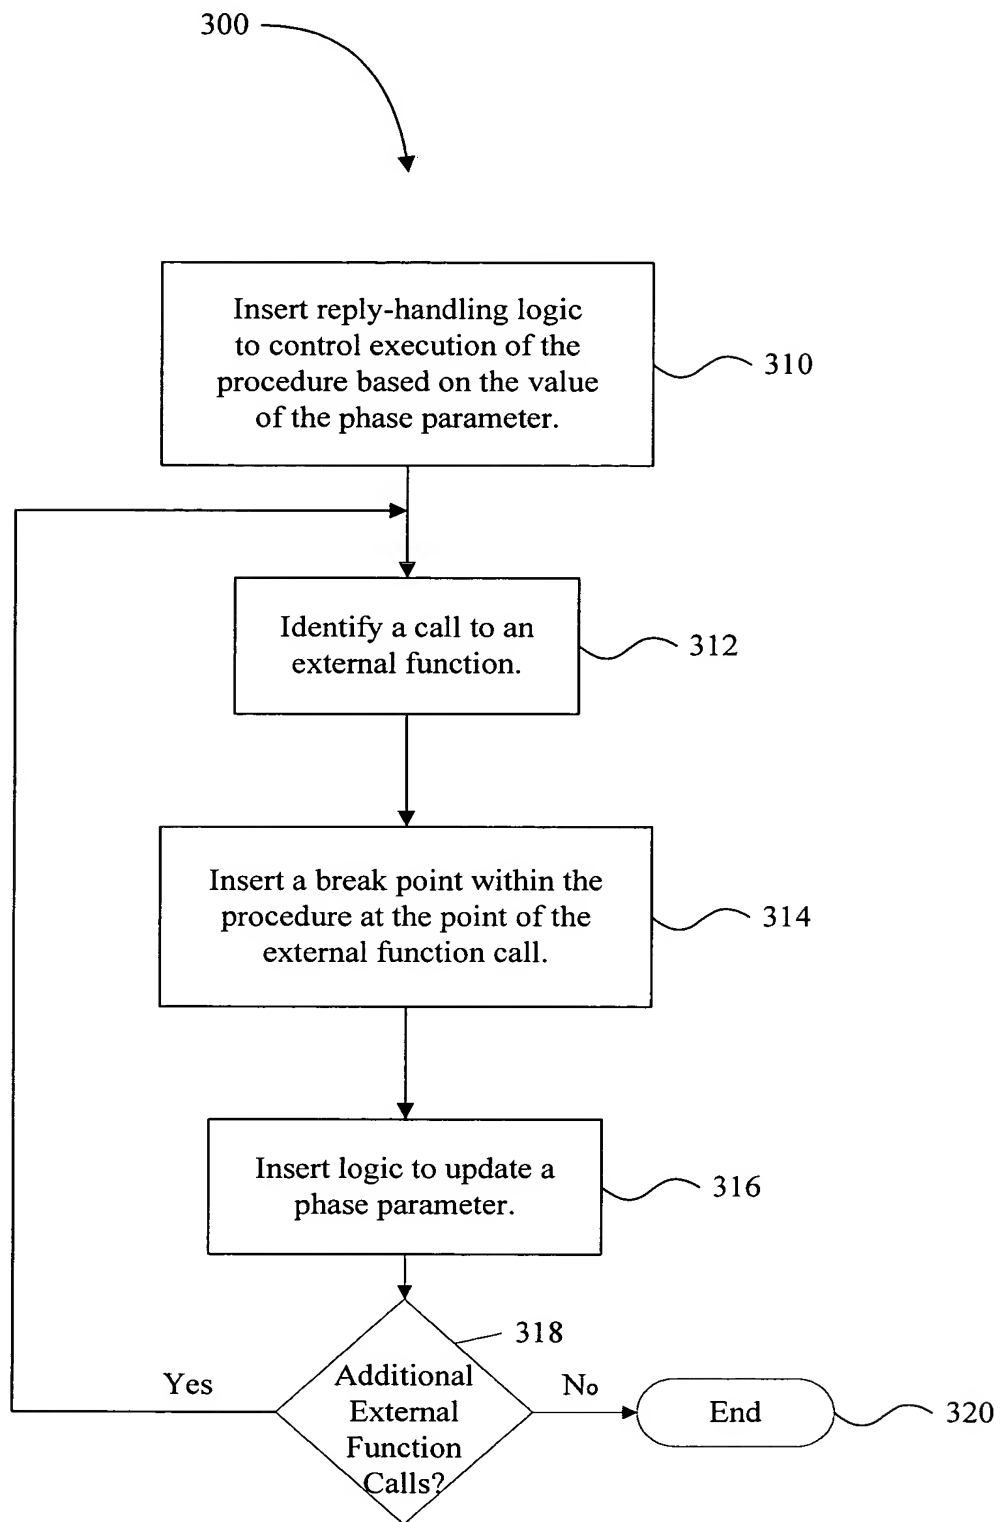 300
Insert reply-handling logic
to control execution of the
procedure based on the value
of the phase parameter.
310
Identify a call to an
external function.
312
Insert a break point within the
procedure at the point of the
external function call.
314
Insert logic to update a
phase parameter.
316
318
Additional
External
Function
Calls?
Yes
No
End
320